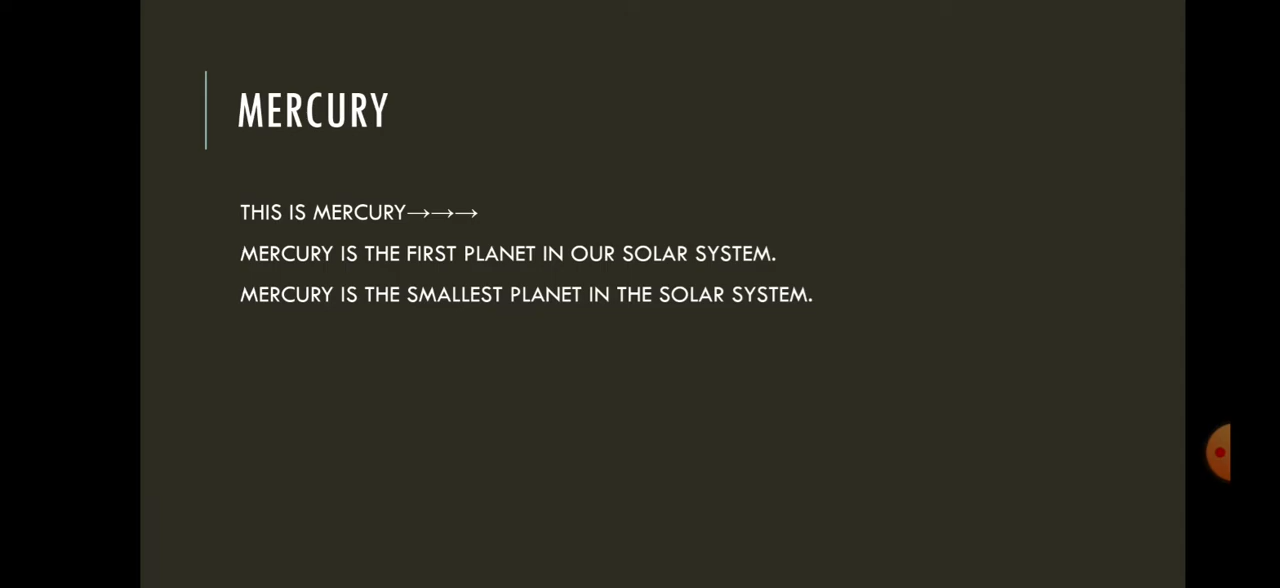 MERCURY
THIS IS MERCURY→→→
MERCURY IS THE FIRST PLANET IN OUR SOLAR SYSTEM.
MERCURY IS THE SMALLEST PLANET IN THE SOLAR SYSTEM.